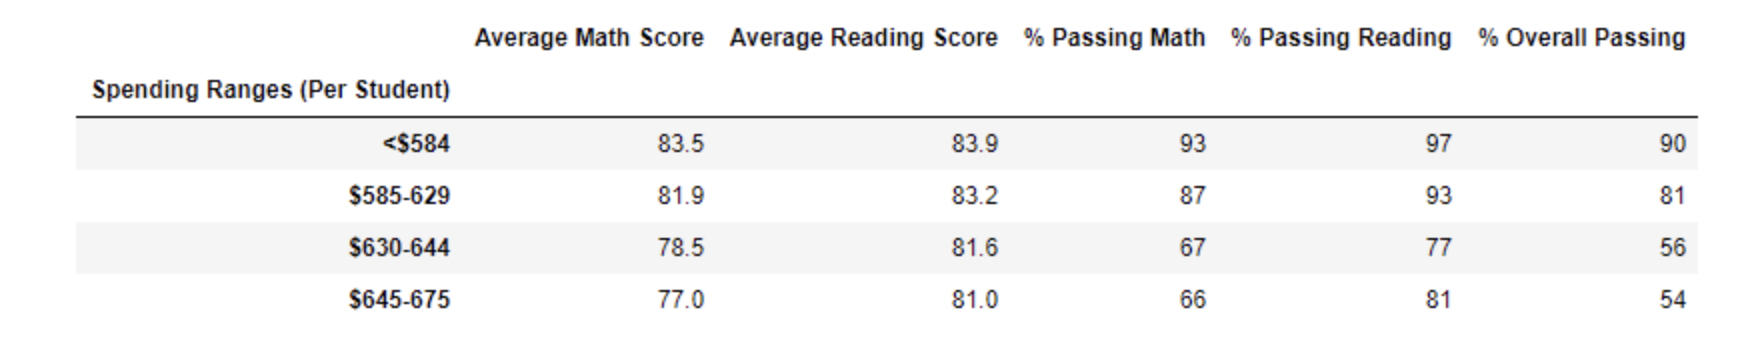 Average Math Score Average Reading Score % Passing Math % Passing Reading % Overall Passing
Spending Ranges (Per Student)
<$584 83.5 83.9 93 97 90
$585-629 81.9 83.2 87 93 81
$630-644 78.5 81.6 67 77 56
$645-675 77.0 81.0 66 81 54